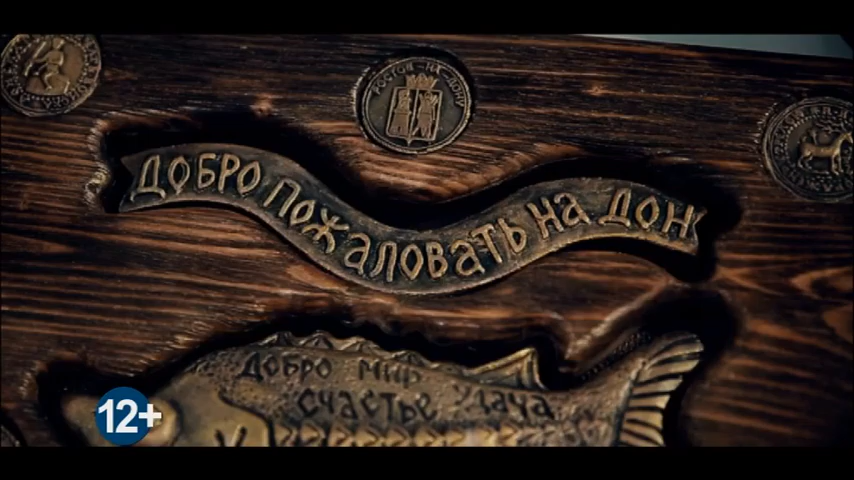 РОСТОВ-НА-ДОНУ
ДОБРО ПОЖАЛОВАТЬ НА ДОН
ДОБРО МИР
СЧАСТЬЕ УДАЧА
12+